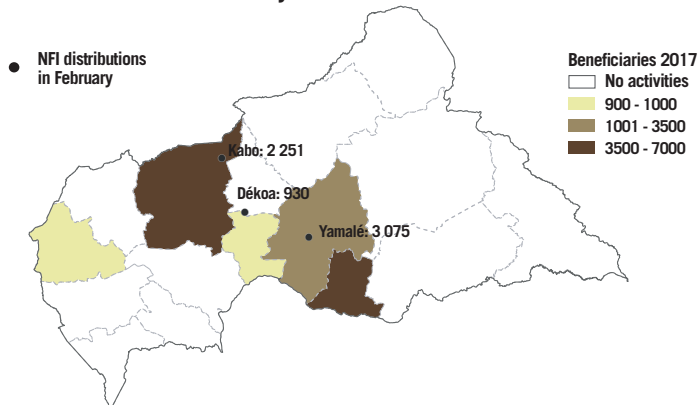 NFI distributions
in February
Beneficiaries 2017
No activities
900 - 1000
1001 - 3500
3500 - 7000
Kabo: 2 251
Dékoa: 930
Yamalé: 3 075